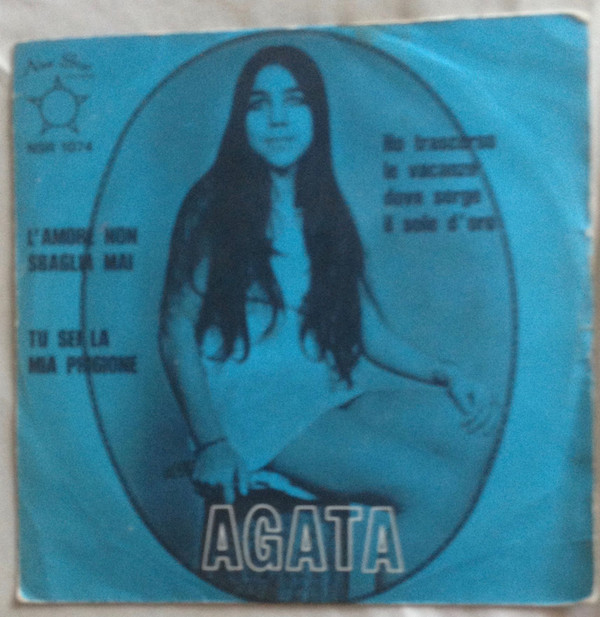 New Star
NSR 1074
Ho trascorso
le vacanze
dove sorge
il sole d'oro
L'AMORE NON
SBAGLIA MAI
TU SEI LA
MIA PRIGIONE
AGATA